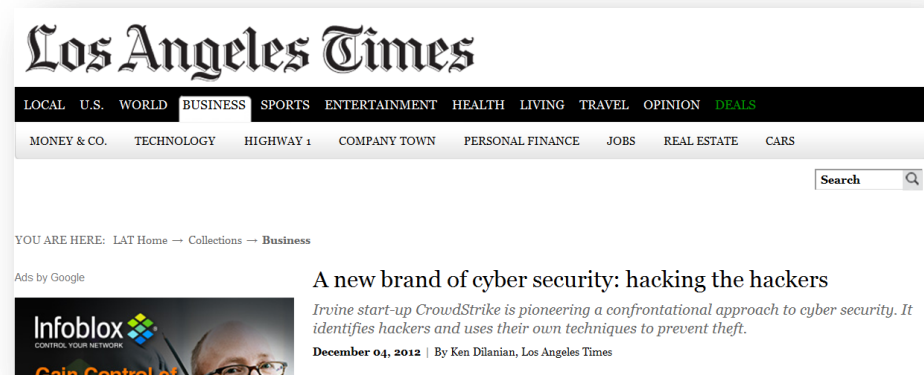 Los Angeles Times
LOCAL U.S. WORLD BUSINESS SPORTS ENTERTAINMENT HEALTH LIVING TRAVEL OPINION DEALS
MONEY & CO. TECHNOLOGY HIGHWAY 1 COMPANY TOWN PERSONAL FINANCE JOBS REAL ESTATE CARS
Search
YOU ARE HERE: LAT Home → Collections → Business
Ads by Google
Infoblox
CONTROL YOUR NETWORK
Gain Control of
A new brand of cyber security: hacking the hackers
Irvine start-up CrowdStrike is pioneering a confrontational approach to cyber security. It
identifies hackers and uses their own techniques to prevent theft.
December 04, 2012 | By Ken Dilanian, Los Angeles Times